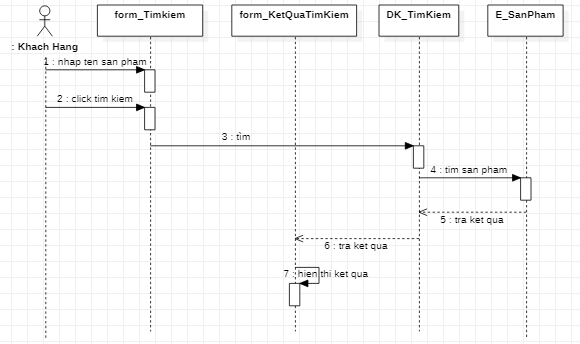 form_Timkiem
form_KetQuaTimKiem
DK_TimKiem
E_SanPham
: Khach Hang
1 : nhap ten san pham
2 : click tim kiem
3 : tìm
4 : tim san pham
5 : tra ket qua
6 : tra ket qua
7 : hien thi ket qua